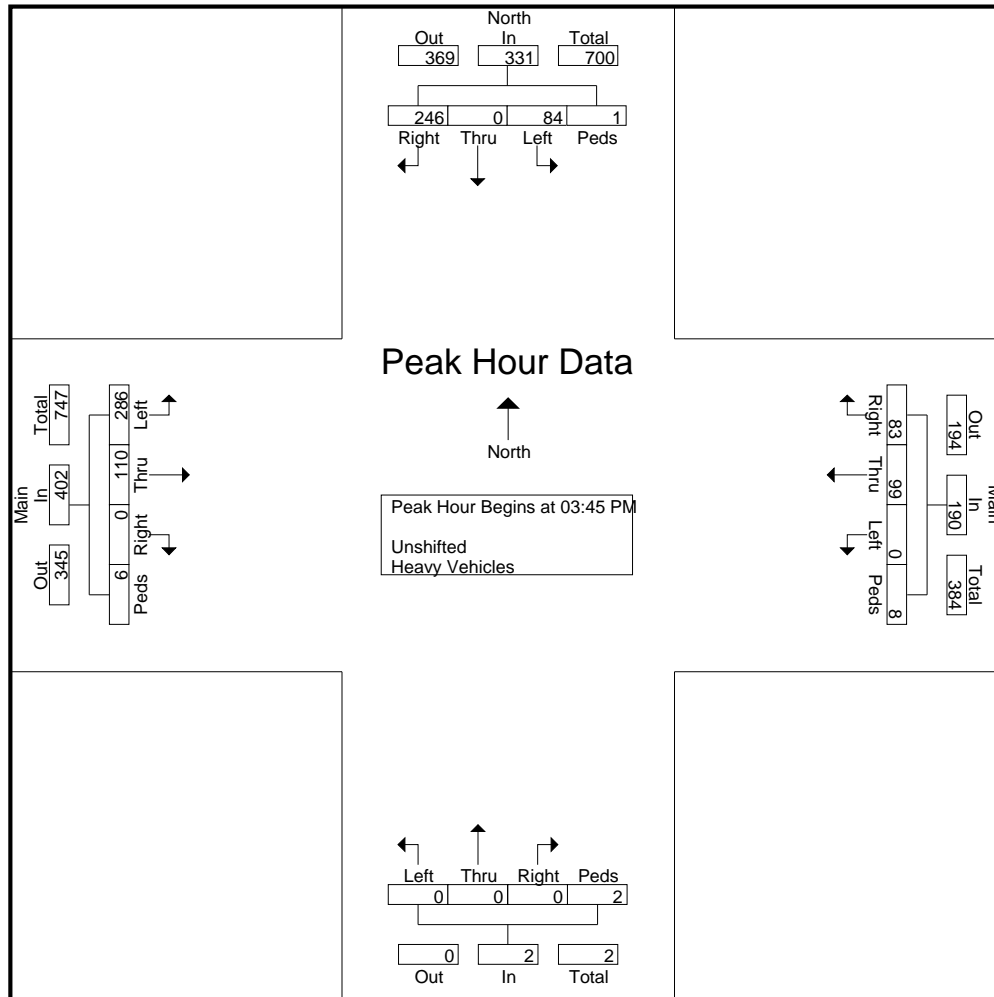 North
Out In Total
369 331 700
246 0 84 1
Right Thru Left Peds
Peak Hour Data
North
Peak Hour Begins at 03:45 PM
Unshifted
Heavy Vehicles
Main
Total In Out
747 402 345
286 110 0 6
Left Thru Right Peds
Main
Out In Total
194 190 384
83 99 0 8
Right Thru Left Peds
Left Thru Right Peds
0 0 0 2
0 2 2
Out In Total